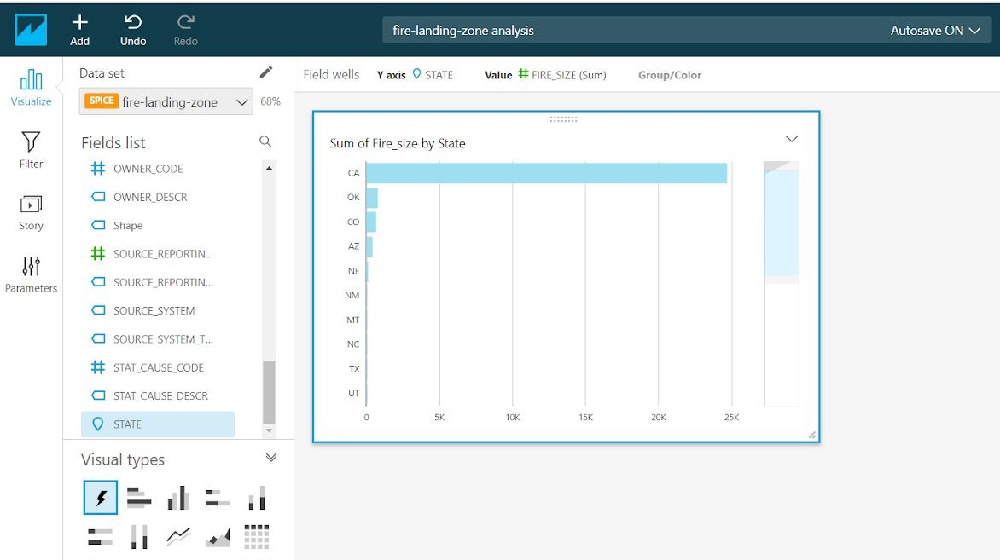 Add
Undo
Redo
fire-landing-zone analysis
Autosave ON
Visualize
Filter
Story
Parameters
Data set
SPICE fire-landing-zone 68%
Fields list
OWNER_CODE
OWNER_DESCR
Shape
SOURCE_REPORTIN...
SOURCE_REPORTIN...
SOURCE_SYSTEM
SOURCE_SYSTEM_T...
STAT_CAUSE_CODE
STAT_CAUSE_DESCR
STATE
Visual types
Field wells Y axis STATE Value FIRE_SIZE (Sum) Group/Color
Sum of Fire_size by State
CA
OK
CO
AZ
NE
NM
MT
NC
TX
UT
0 5K 10K 15K 20K 25K